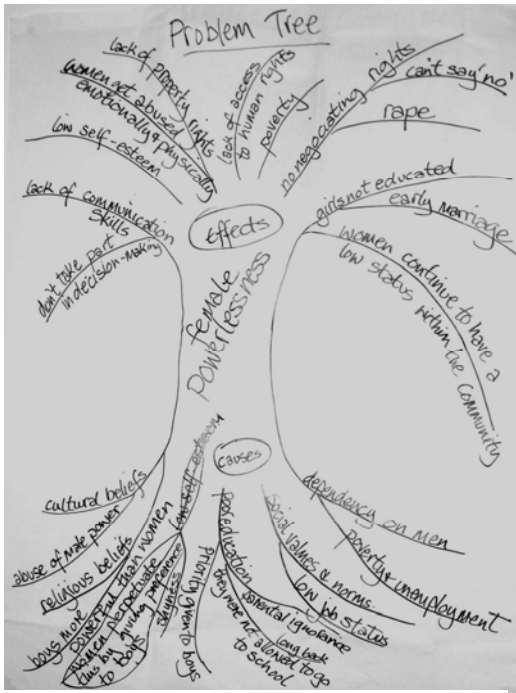 Problem Tree
lack of property rights
women get abused
emotionally & physically
low self-esteem
lack of communication
skills
don't take part
in decision-making
lack of access
to human rights
poverty
no negociating rights
can't say 'no'
rape
girls not educated
early marriage
women continue to have a
low status within the community
Effects
female
powerlessness
causes
cultural beliefs
abuse of male power
religious beliefs
boys more
powerful than women
women perpetuate
this by giving preference
to boys
low self-esteem
shyness
priority given to boys
poor education
parental ignorance
long back
they were not allowed to go
to school
social values & norms
low job status
dependency on men
poverty & unemployment